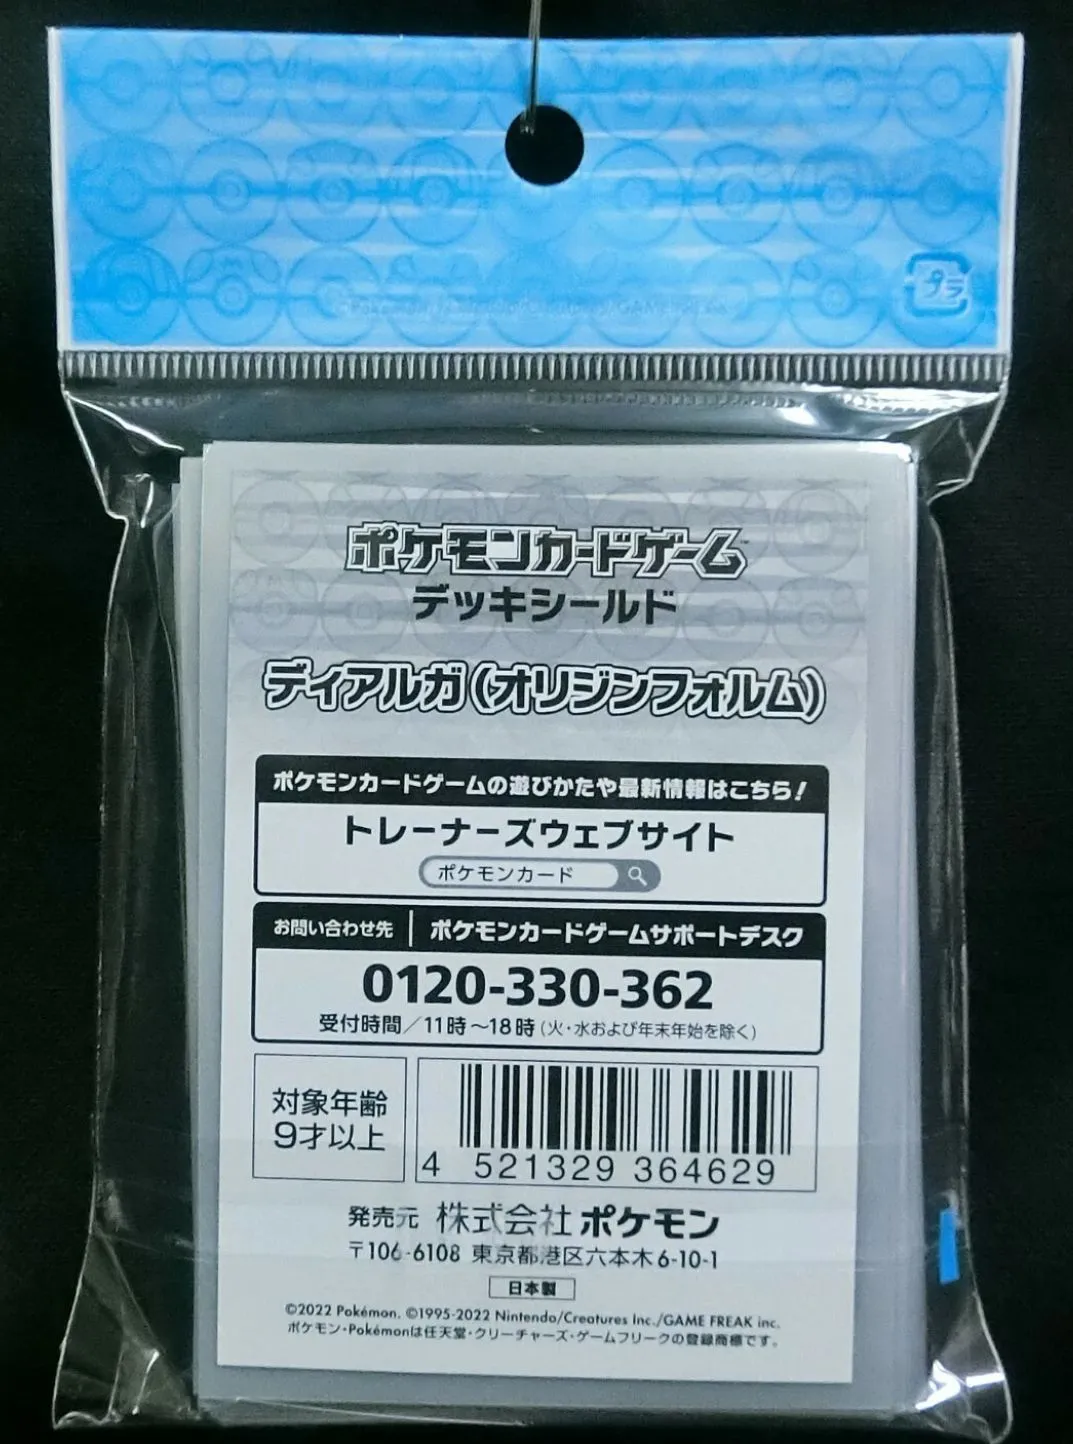 プラ
ポケモンカードゲーム™
デッキシールド
ディアルガ(オリジンフォルム)
ポケモンカードゲームの遊びかたや最新情報はこちら!
トレーナーズウェブサイト
ポケモンカード
お問い合わせ先 ポケモンカードゲームサポートデスク
0120-330-362
受付時間/11時〜18時(火・水および年末年始を除く)
対象年齢
9才以上
4 521329 364629
発売元 株式会社ポケモン
〒106-6108 東京都港区六本木6-10-1
日本製
©2022 Pokémon. ©1995-2022 Nintendo/Creatures Inc./GAME FREAK inc.
ポケモン・Pokémonは任天堂・クリーチャーズ・ゲームフリークの登録商標です。